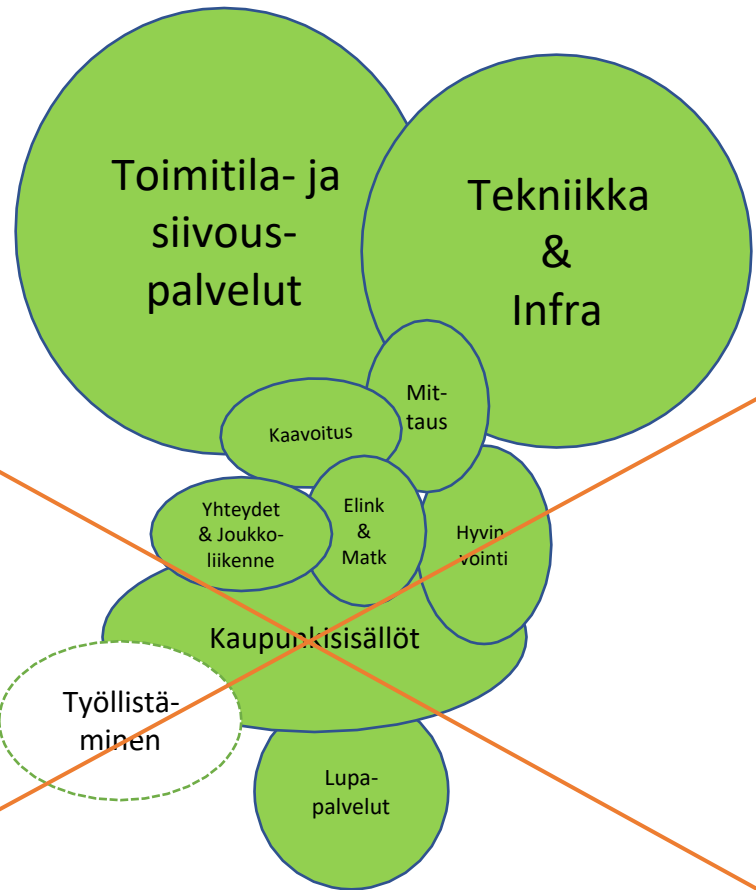 Toimitila- ja
siivous-
palvelut
Tekniikka
&
Infra
Mit-
taus
Kaavoitus
Yhteydet
& Joukko-
liikenne
Elink
&
Matk
Hyvin
vointi
Kaupunkisisällöt
Työllistä-
minen
Lupa-
palvelut